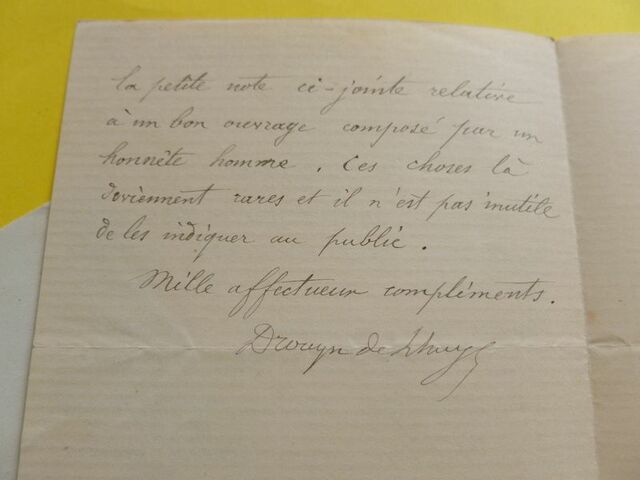 la petite note ci-jointe relative
à un bon ouvrage composé par un
honnête homme. Ces choses là
deviennent rares et il n'est pas inutile
de les indiquer au public.
Mille affectueux compliments.
Drouyn de Lhuys